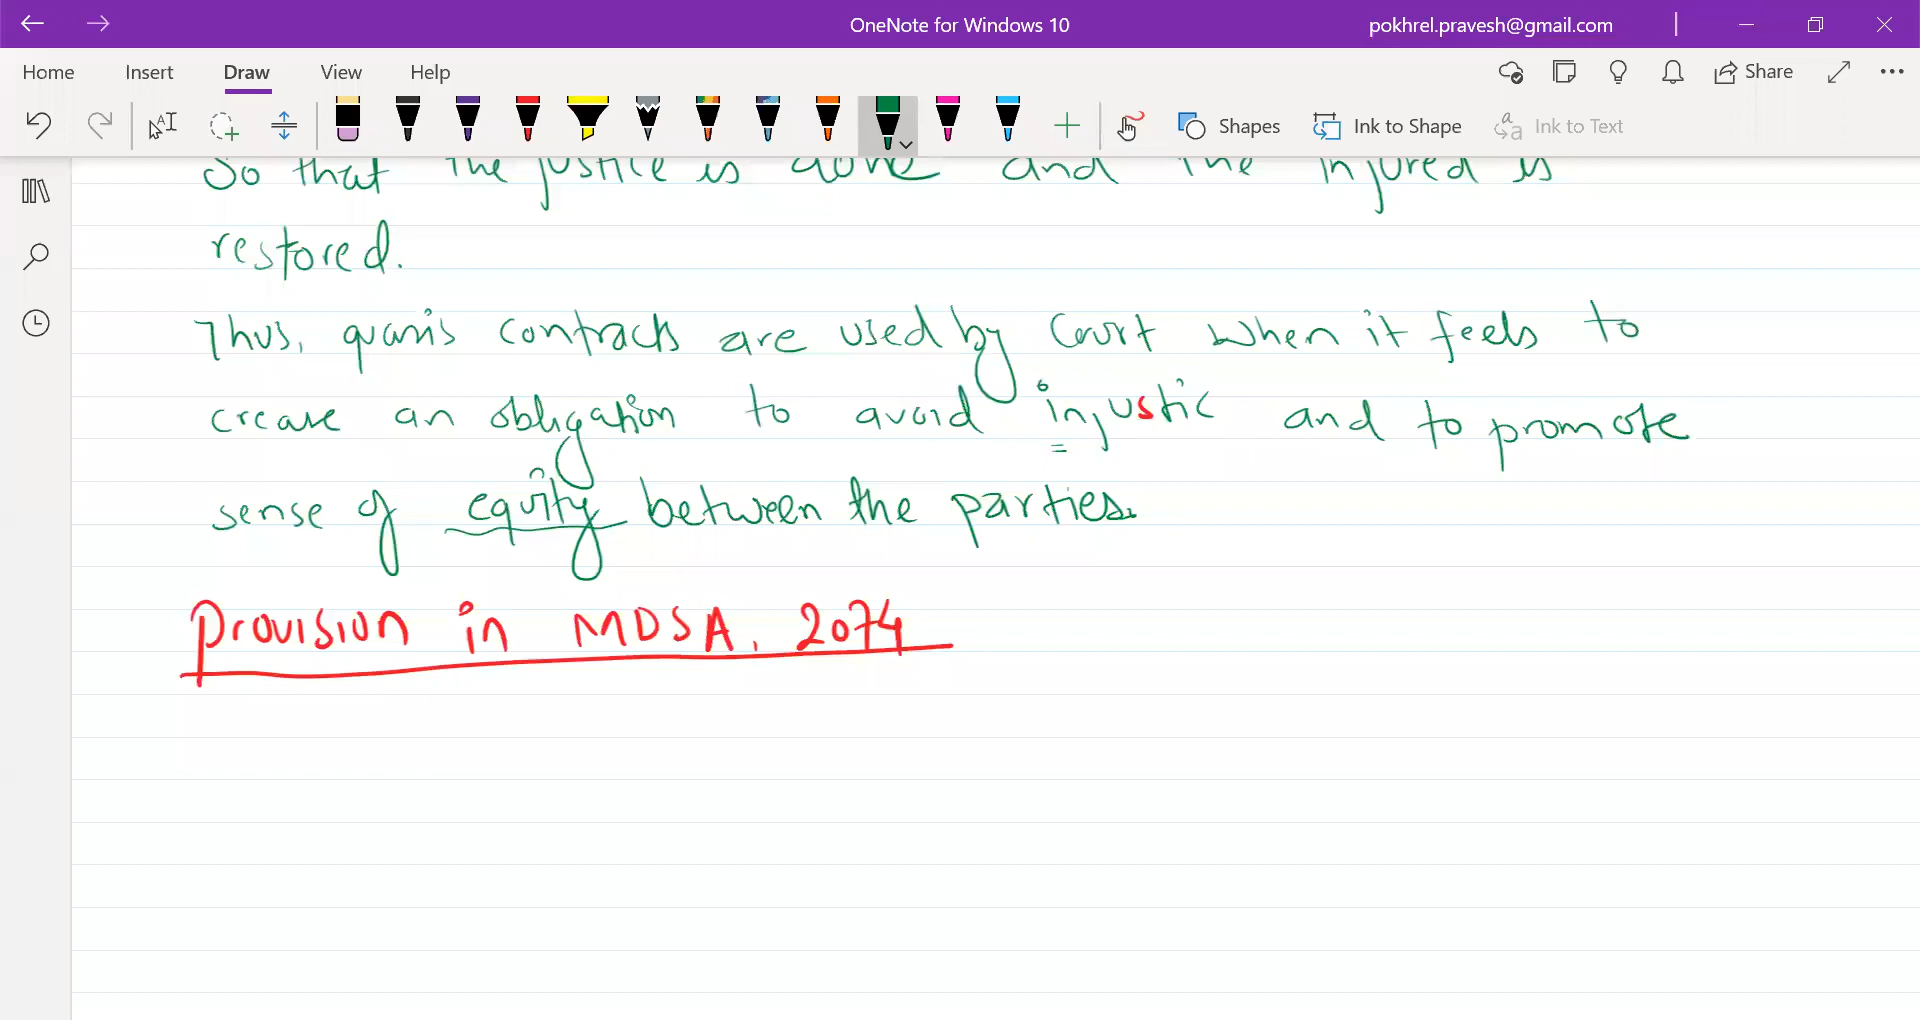 OneNote for Windows 10
pokhrel.pravesh@gmail.com
Home Insert Draw View Help
Share
Shapes Ink to Shape Ink to Text
So that the justice is done and the injured is
restored.
Thus, quasis contracts are used by Court when it feels to
create an obligation to avoid injustic and to promote
sense of equity between the parties.
Provision in MDSA, 2074